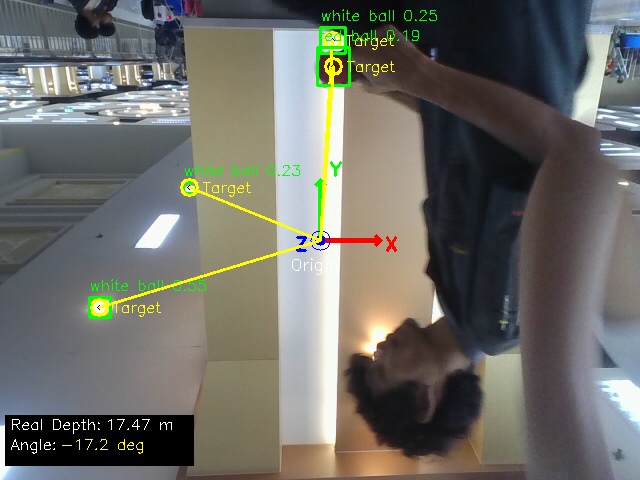 white ball 0.25
red ball 0.19
Target
Target
white ball 0.23
Target
Y
Z
X
Origin
white ball 0.55
Target
Real Depth: 17.47 m
Angle: −17.2 deg